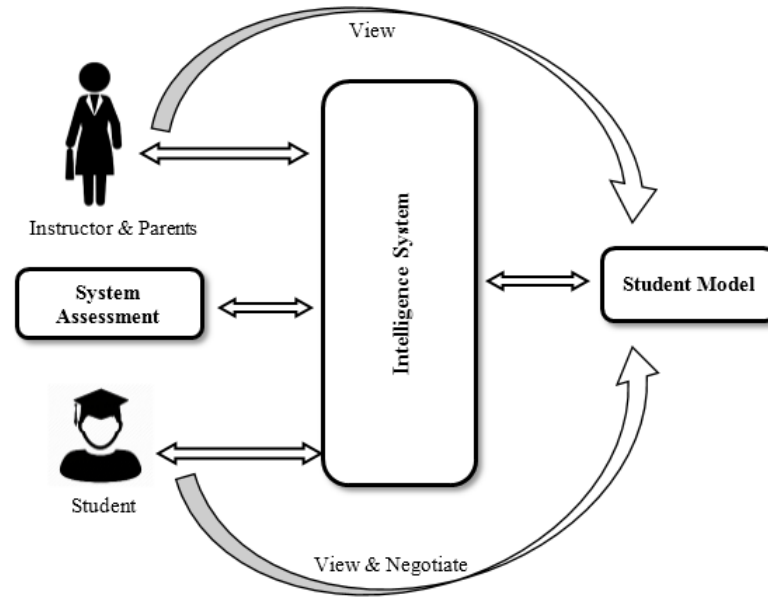 View
Instructor & Parents
System
Assessment
Intelligence System
Student Model
Student
View & Negotiate